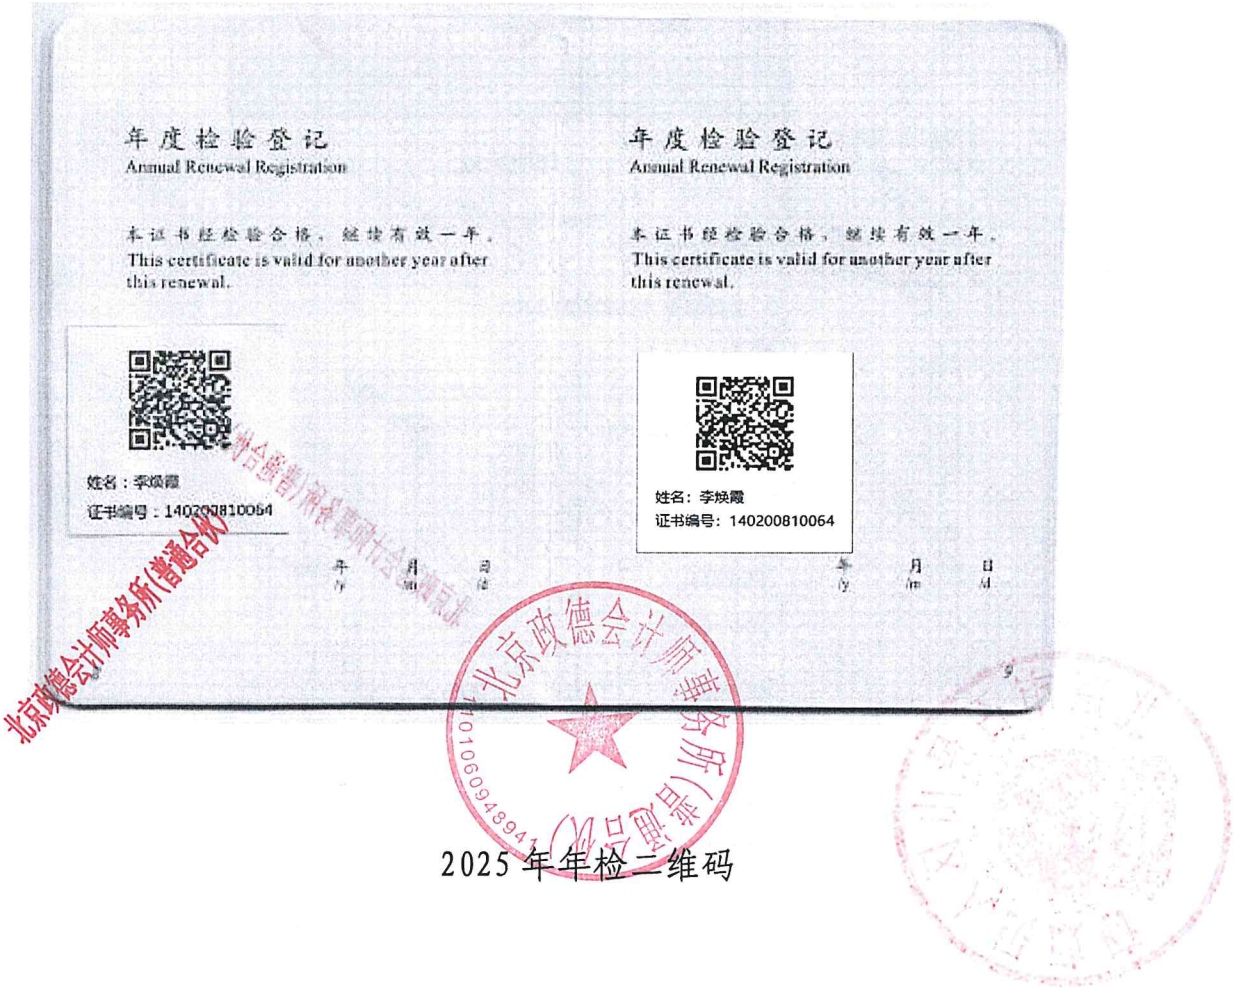 年度检验登记
Annual Renewal Registration
本证书经检验合格，继续有效一年。
This certificate is valid for another year after
this renewal.
姓名：李焕霞
证书编号：140200810064
年 月 日
/y /m /d
年度检验登记
Annual Renewal Registration
本证书经检验合格，继续有效一年。
This certificate is valid for another year after
this renewal.
姓名：李焕霞
证书编号：140200810064
年 月 日
/y /m /d
9
北京政德会计师事务所(普通合伙)
北京政德会计师事务所(普通合伙)
1101060948941
2025 年年检二维码